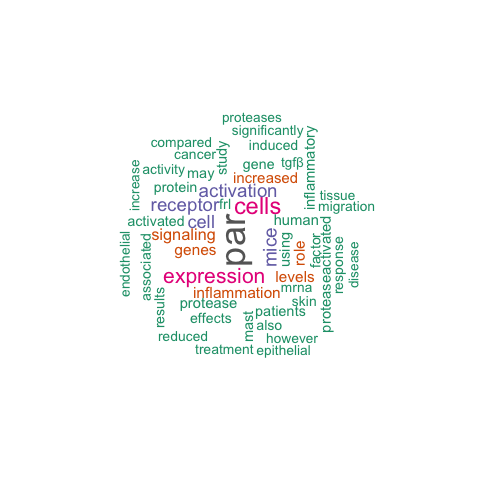 proteases
significantly
compared
induced
cancer
study
inflammatory
gene
tgfβ
increase
activity
may
increased
protein
activation
tissue
receptor
frl
cells
migration
activated
cell
human
par
mice
signaling
using
role
factor
proteaseactivated
endothelial
associated
genes
response
disease
expression
levels
results
inflammation
mrna
skin
protease
patients
effects
mast
also
reduced
however
treatment
epithelial